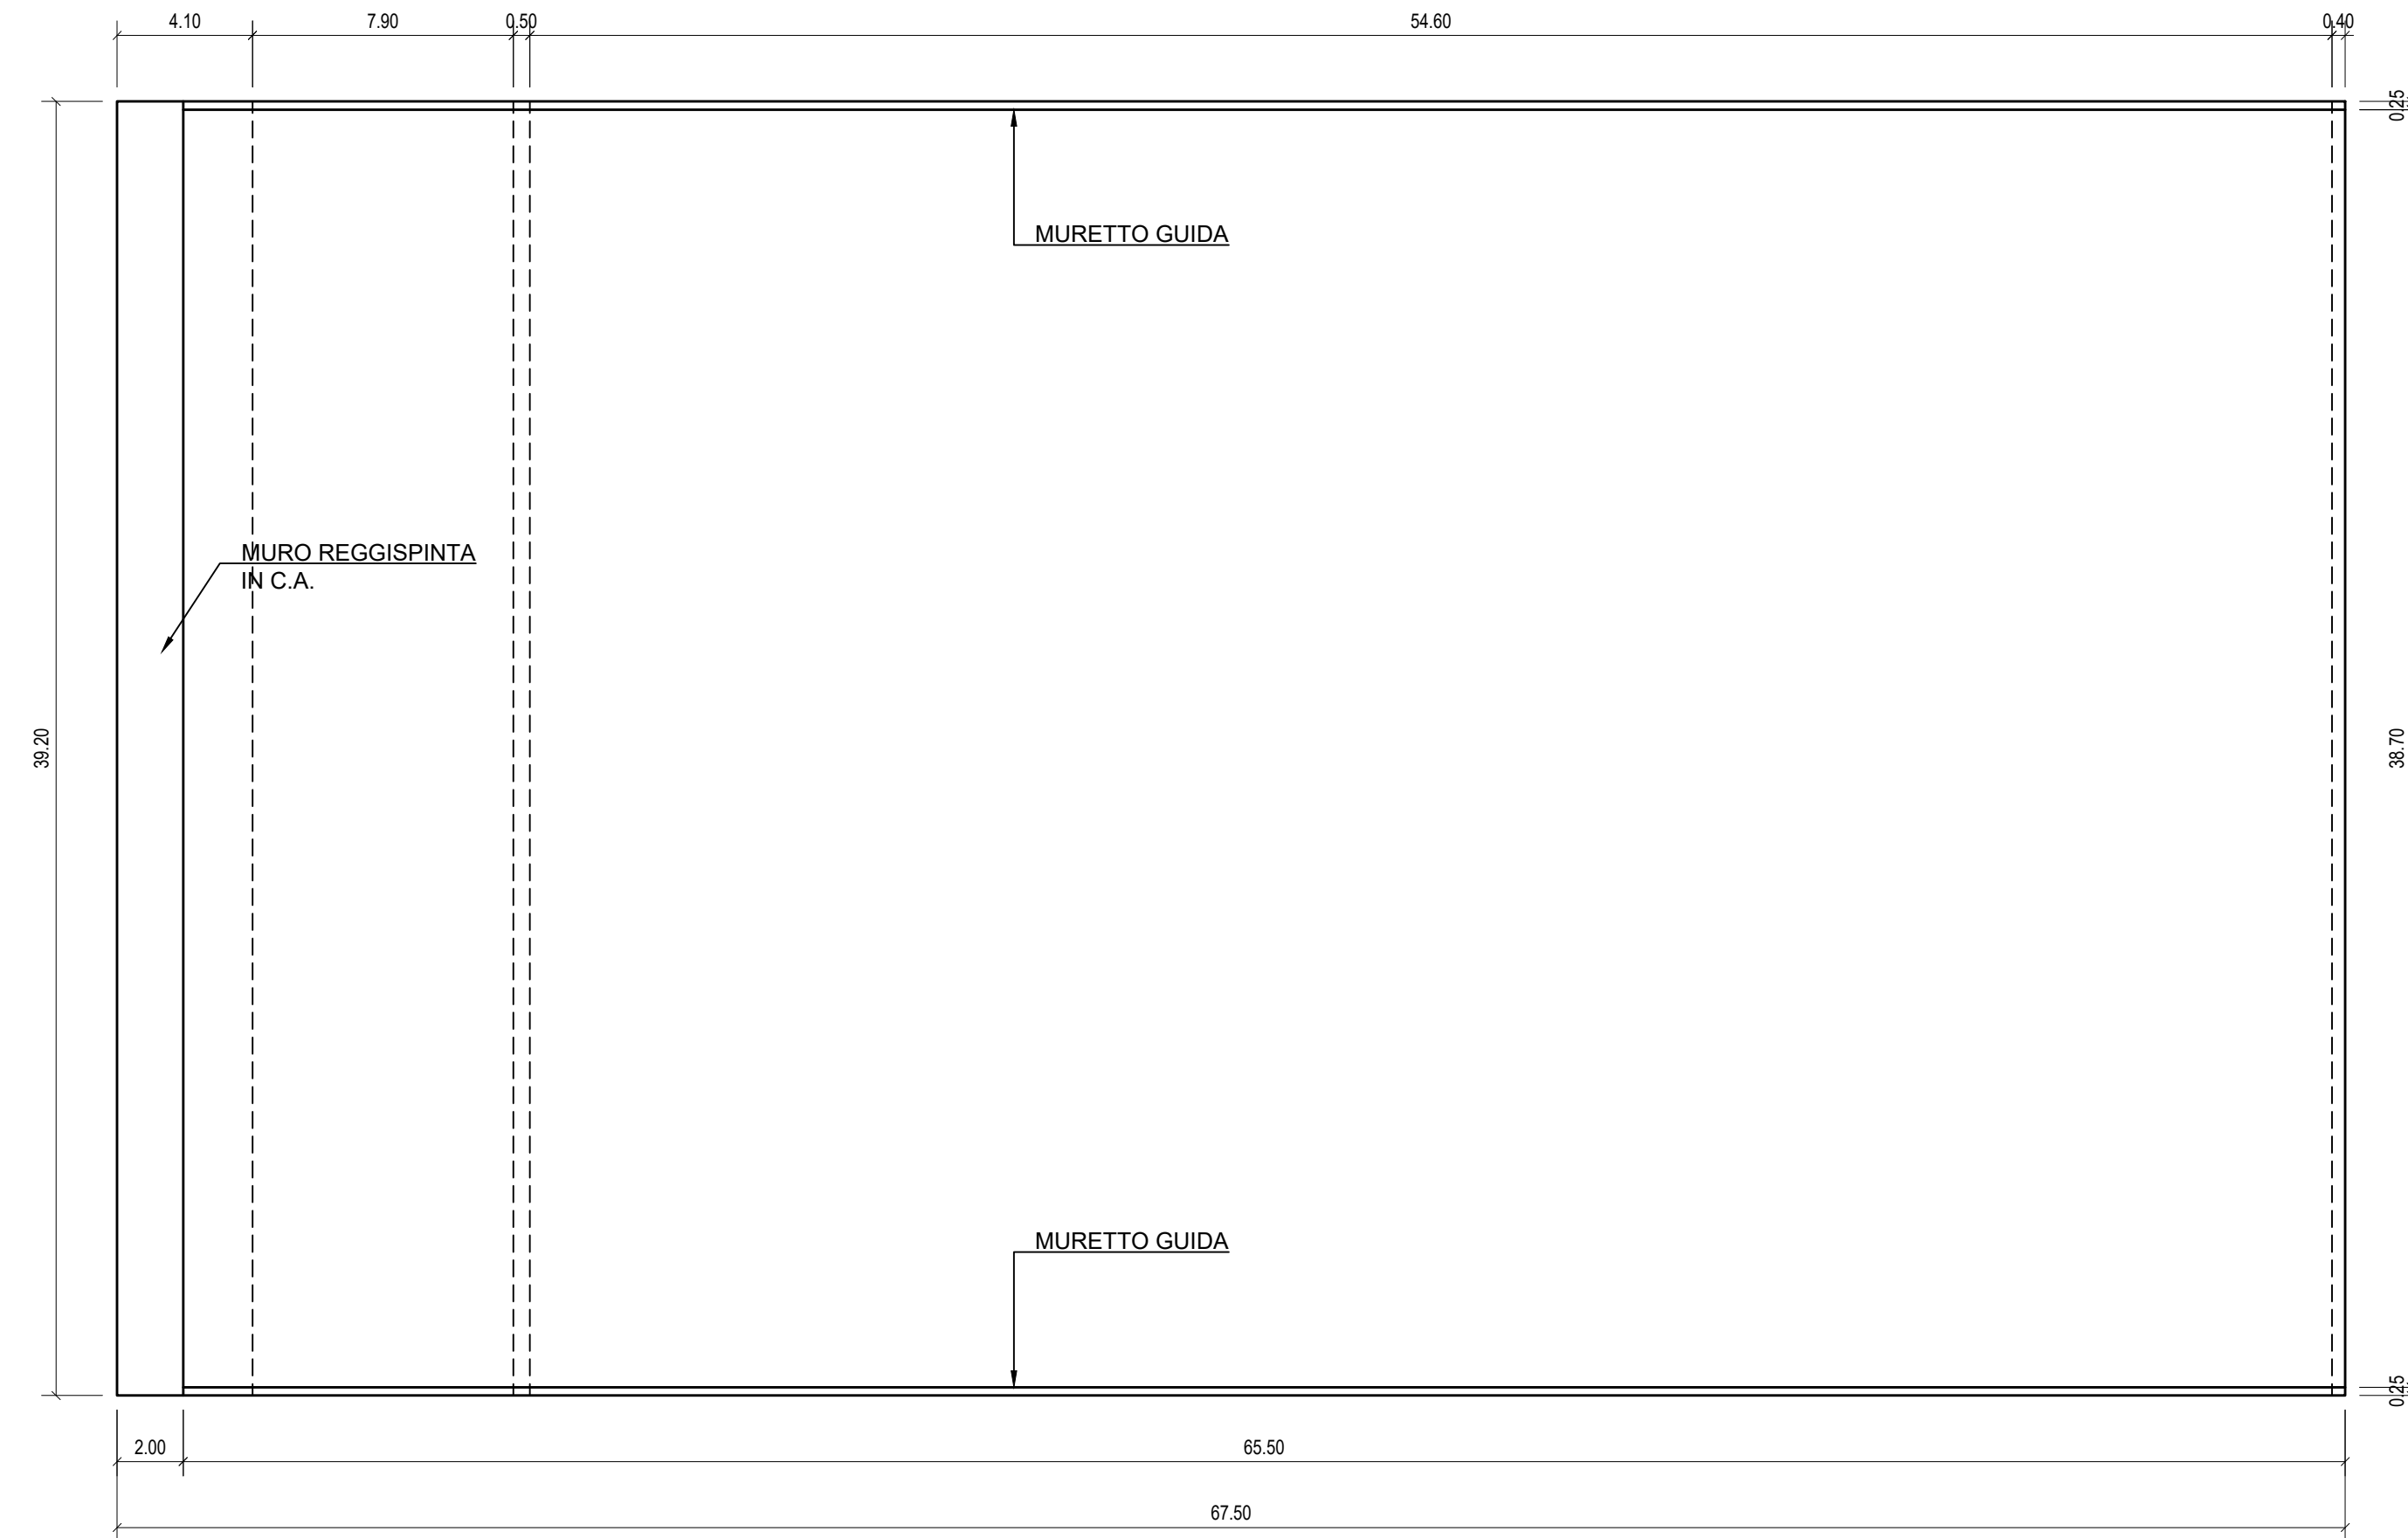 4.10 7.90 0.50 54.60 0.40
0.25
MURETTO GUIDA
MURO REGGISPINTA
IN C.A.
39.20
38.70
MURETTO GUIDA
0.25
2.00 65.50
67.50